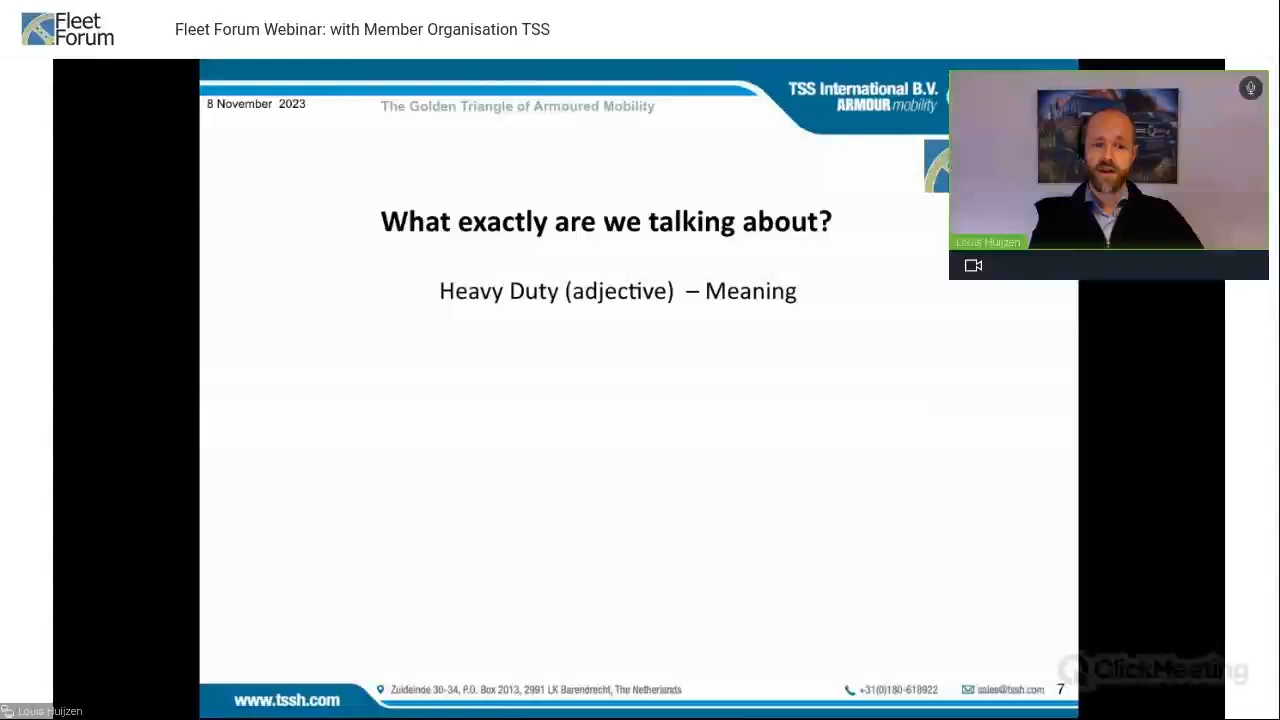 Fleet
Forum
Fleet Forum Webinar: with Member Organisation TSS
8 November 2023
The Golden Triangle of Armoured Mobility
TSS International B.V.
ARMOUR mobility
Louis Huijzen
What exactly are we talking about?
Heavy Duty (adjective) – Meaning
ClickMeeting
www.tssh.com
Zuideinde 30-34, P.O. Box 2013, 2991 LK Barendrecht, The Netherlands
+31(0)180-618922
sales@tssh.com
7
Louis Huijzen